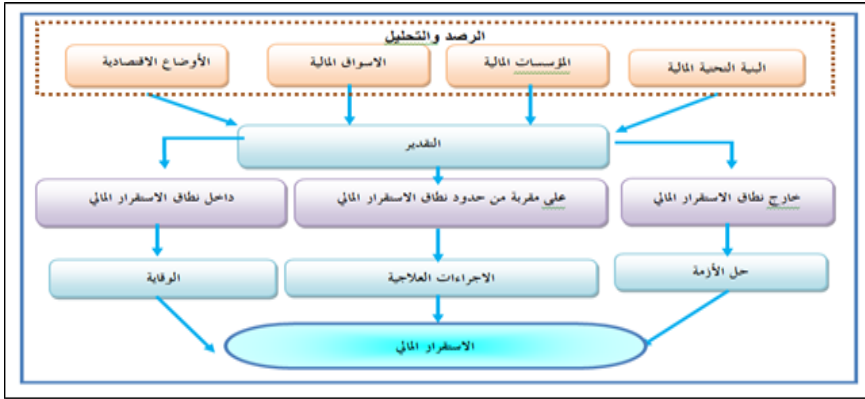 الرصد والتحليل
البنية التحتية المالية
المؤسسات المالية
الاسواق المالية
الأوضاع الاقتصادية
التقدير
خارج نطاق الاستقرار المالي
على مقربة من حدود نطاق الاستقرار المالي
داخل نطاق الاستقرار المالي
حل الأزمة
الاجراءات العلاجية
الوقاية
الاستقرار المالي